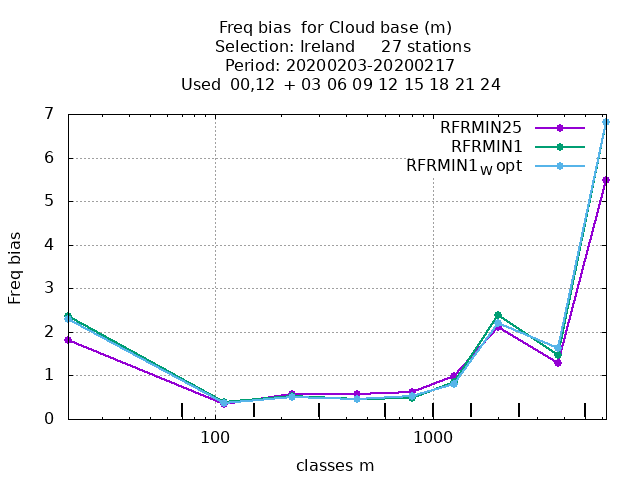 Freq bias  for Cloud base (m)
Selection: Ireland     27 stations
Period: 20200203-20200217
Used  00,12  + 03 06 09 12 15 18 21 24
RFRMIN25
RFRMIN1
RFRMIN1W opt
7
6
5
4
3
2
1
0
Freq bias
100 1000
classes m